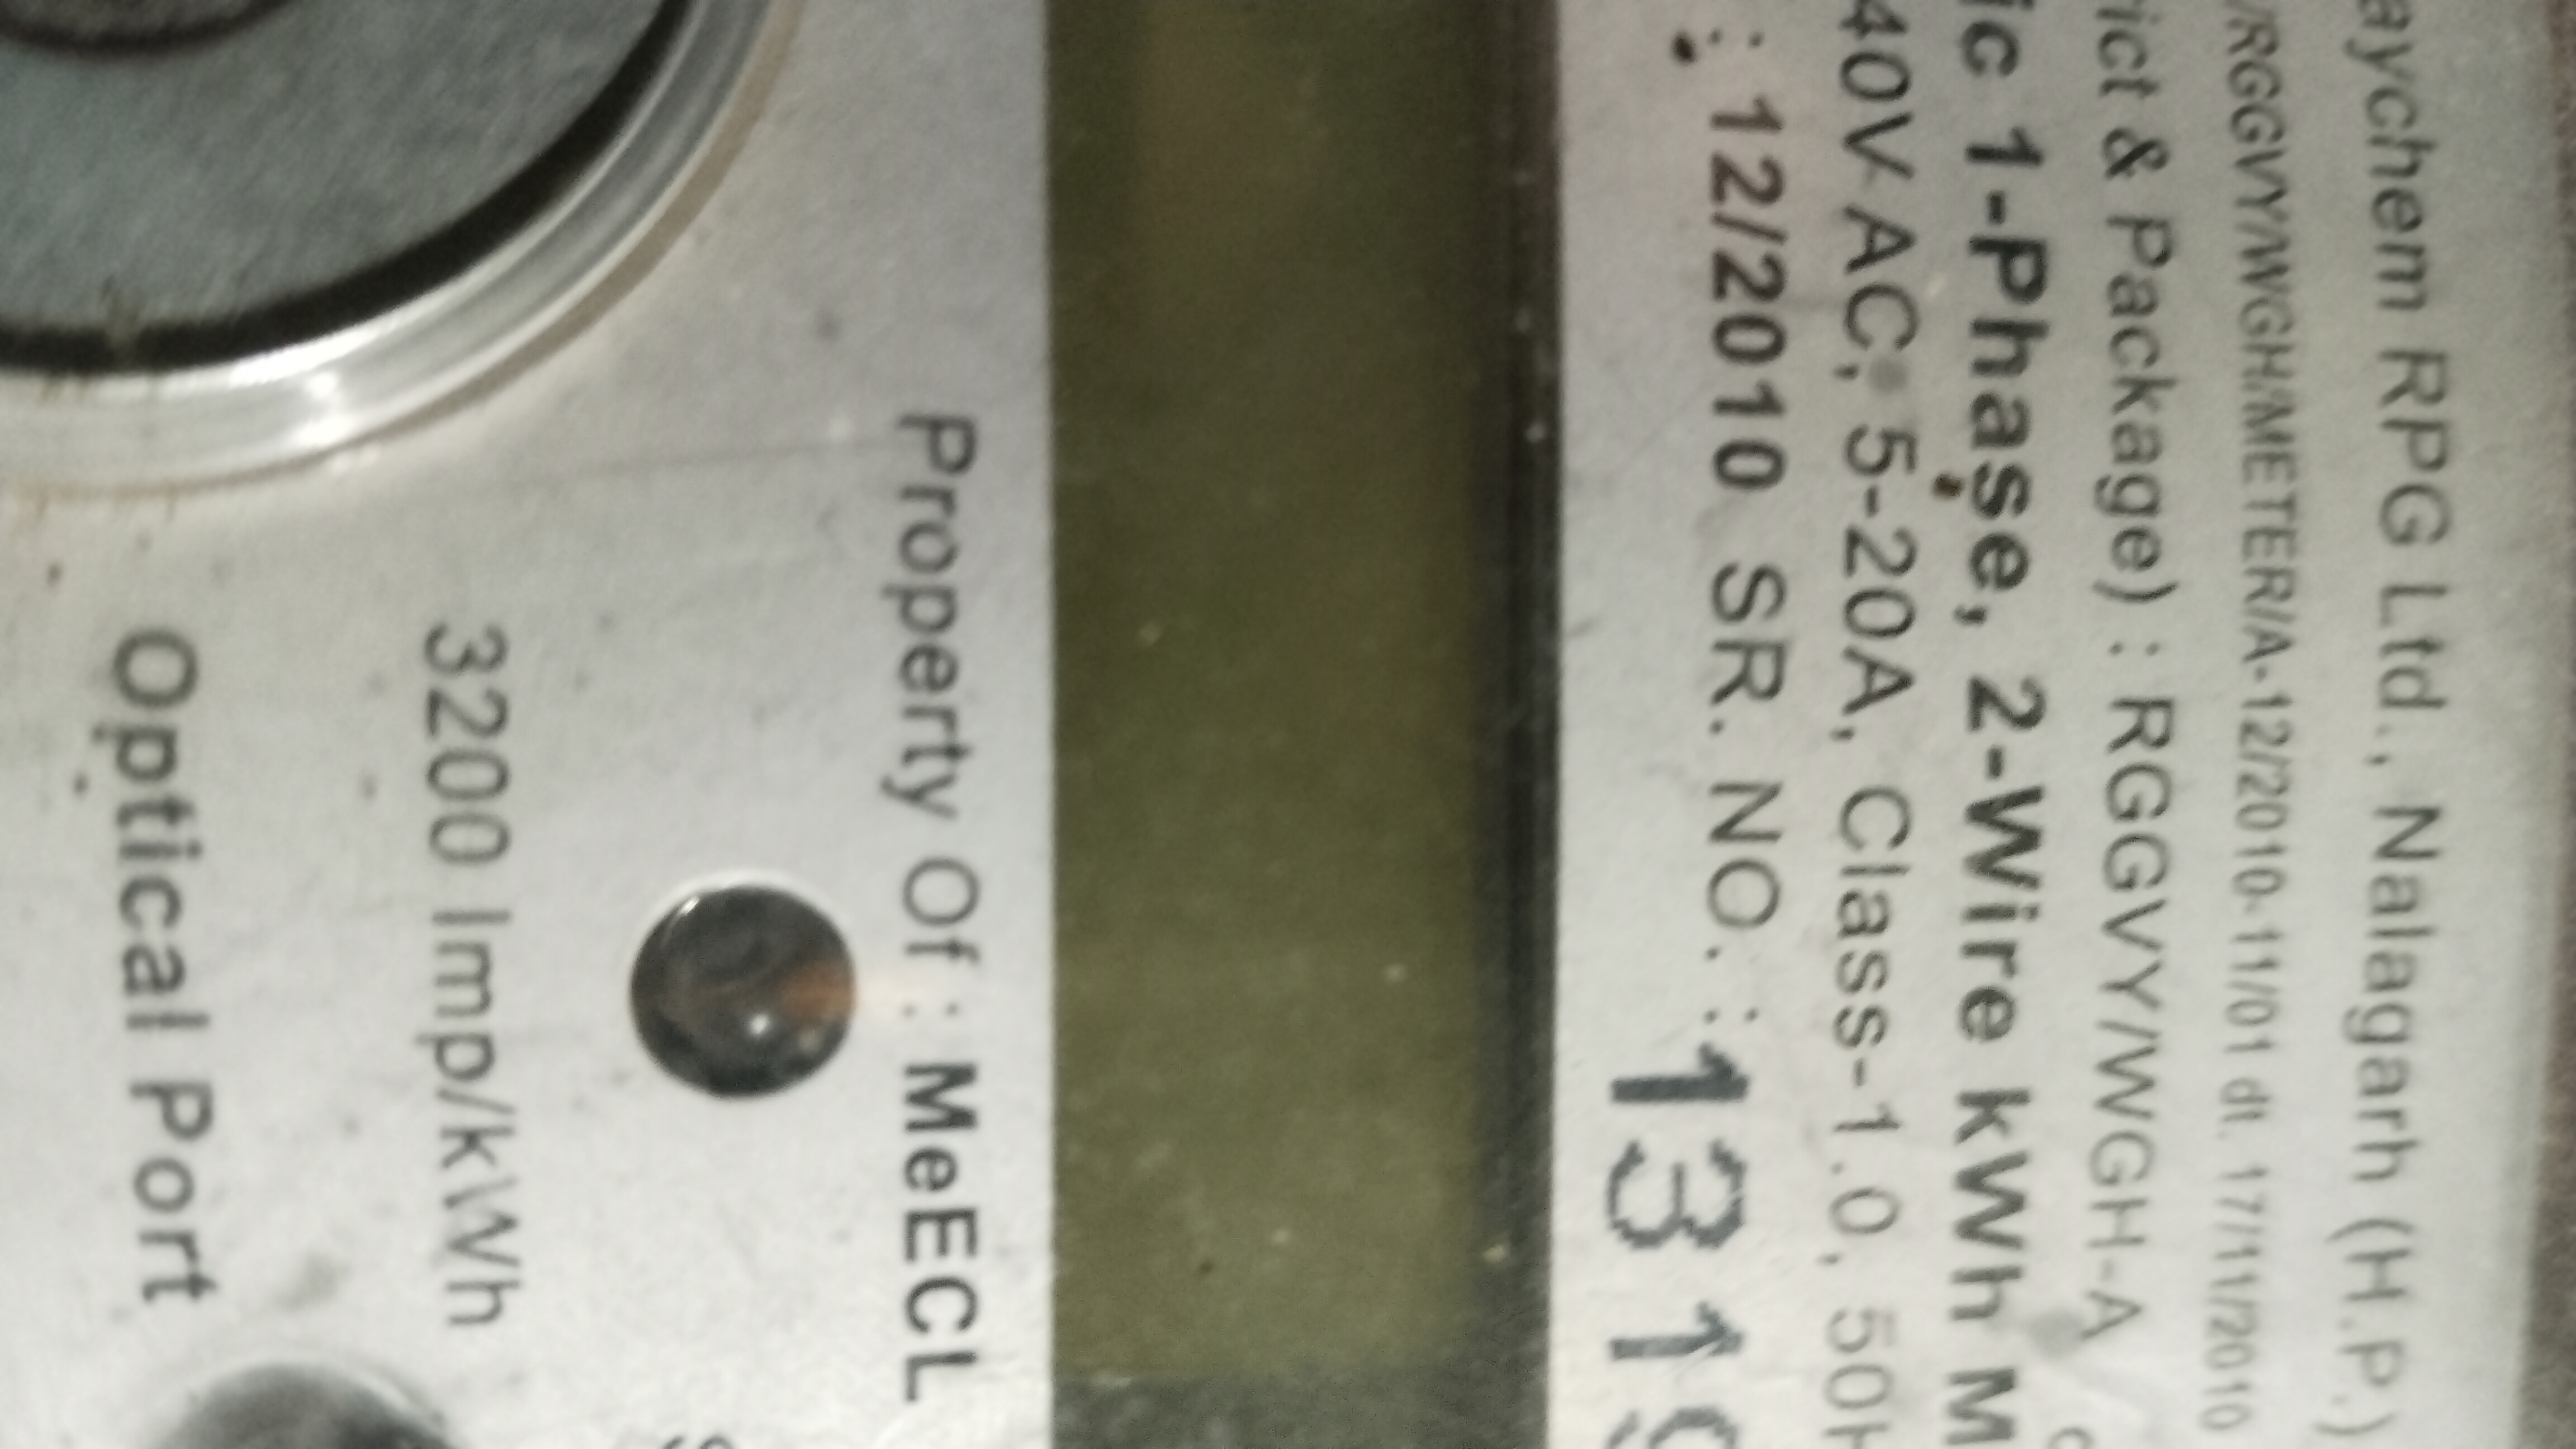 aychem RPG Ltd., Nalagarh (H.P.)
/RGGVY/WGH/METER/A-12/2010-11/01 dt. 17/11/2010
ict & Package) : RGGVY/WGH-A
ic 1-Phase, 2-Wire kWh M
40V AC, 5-20A, Class-1.0, 50H
: 12/2010 SR. NO. : 1319
Property Of : MeECL
3200 Imp/kWh
Optical Port